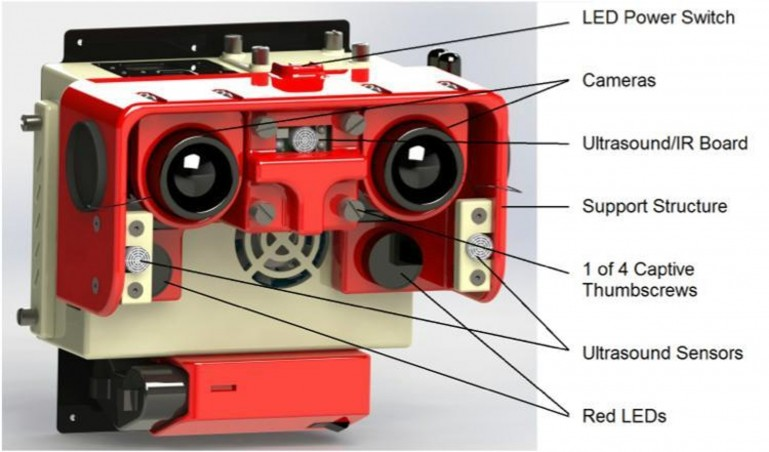 LED Power Switch
Cameras
Ultrasound/IR Board
Support Structure
1 of 4 Captive
Thumbscrews
Ultrasound Sensors
Red LEDs